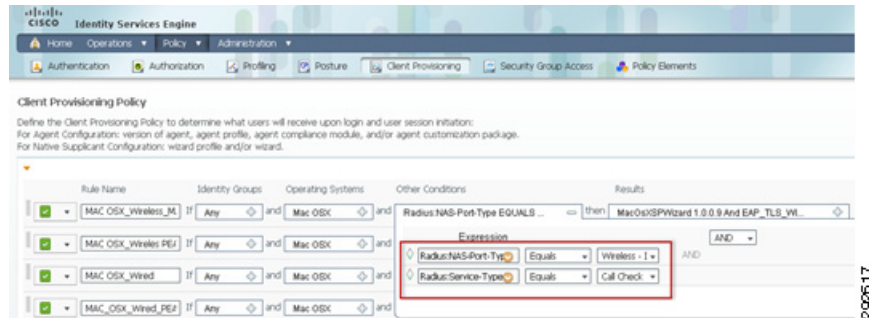 CISCO Identity Services Engine
Home Operations Policy Administration
Authentication Authorization Profiling Posture Client Provisioning Security Group Access Policy Elements
Client Provisioning Policy
Define the Client Provisioning Policy to determine what users will receive upon login and user session initiation:
For Agent Configuration: version of agent, agent profile, agent compliance module, and/or agent customization package.
For Native Supplicant Configuration: wizard profile and/or wizard.
Rule Name Identity Groups Operating Systems Other Conditions Results
MAC OSX_Wireless_M. If Any and Mac OSX and Radius:NAS-Port-Type EQUALS ... then MacOsXSPWizard 1.0.0.9 And EAP_TLS_WI...
Expression AND
MAC OSX_Wireles PE If Any and Mac OSX and Radius:NAS-Port-Typ Equals Wireless - I AND
MAC OSX_Wired If Any and Mac OSX and Radius:Service-Type Equals Call Check
MAC_OSX_Wired_PE If Any and Mac OSX and
292517